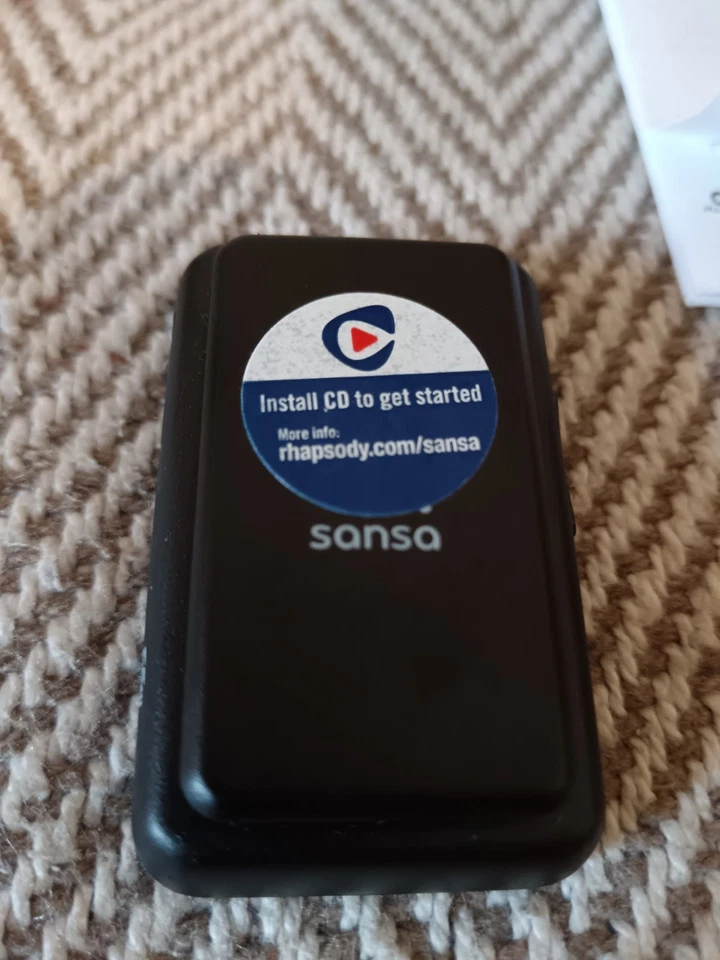 Install CD to get started
More info:
rhapsody.com/sansa
sansa